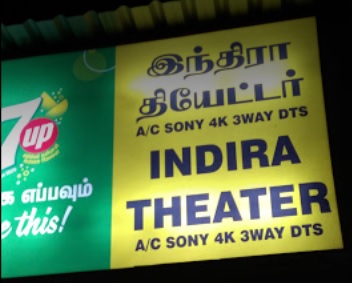 7up
எப்பவும்
this!
இந்திரா
தியேட்டர்
A/C SONY 4K 3WAY DTS
INDIRA
THEATER
A/C SONY 4K 3WAY DTS